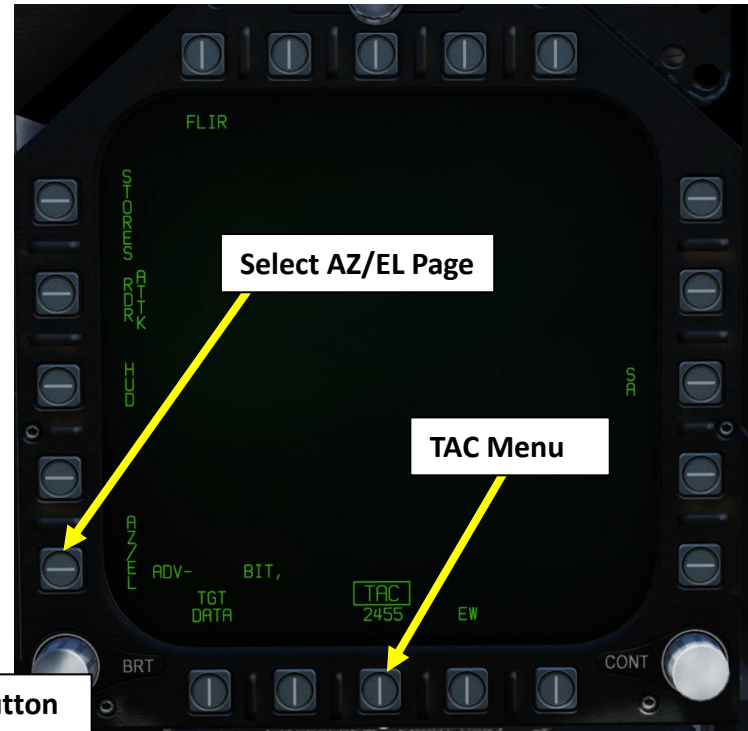 FLIR
STORES
RDR ATTK
Select AZ/EL Page
HUD
SA
TAC Menu
AZ/EL
ADV- BIT,
TGT
DATA
TAC
2455
EW
BRT
CONT